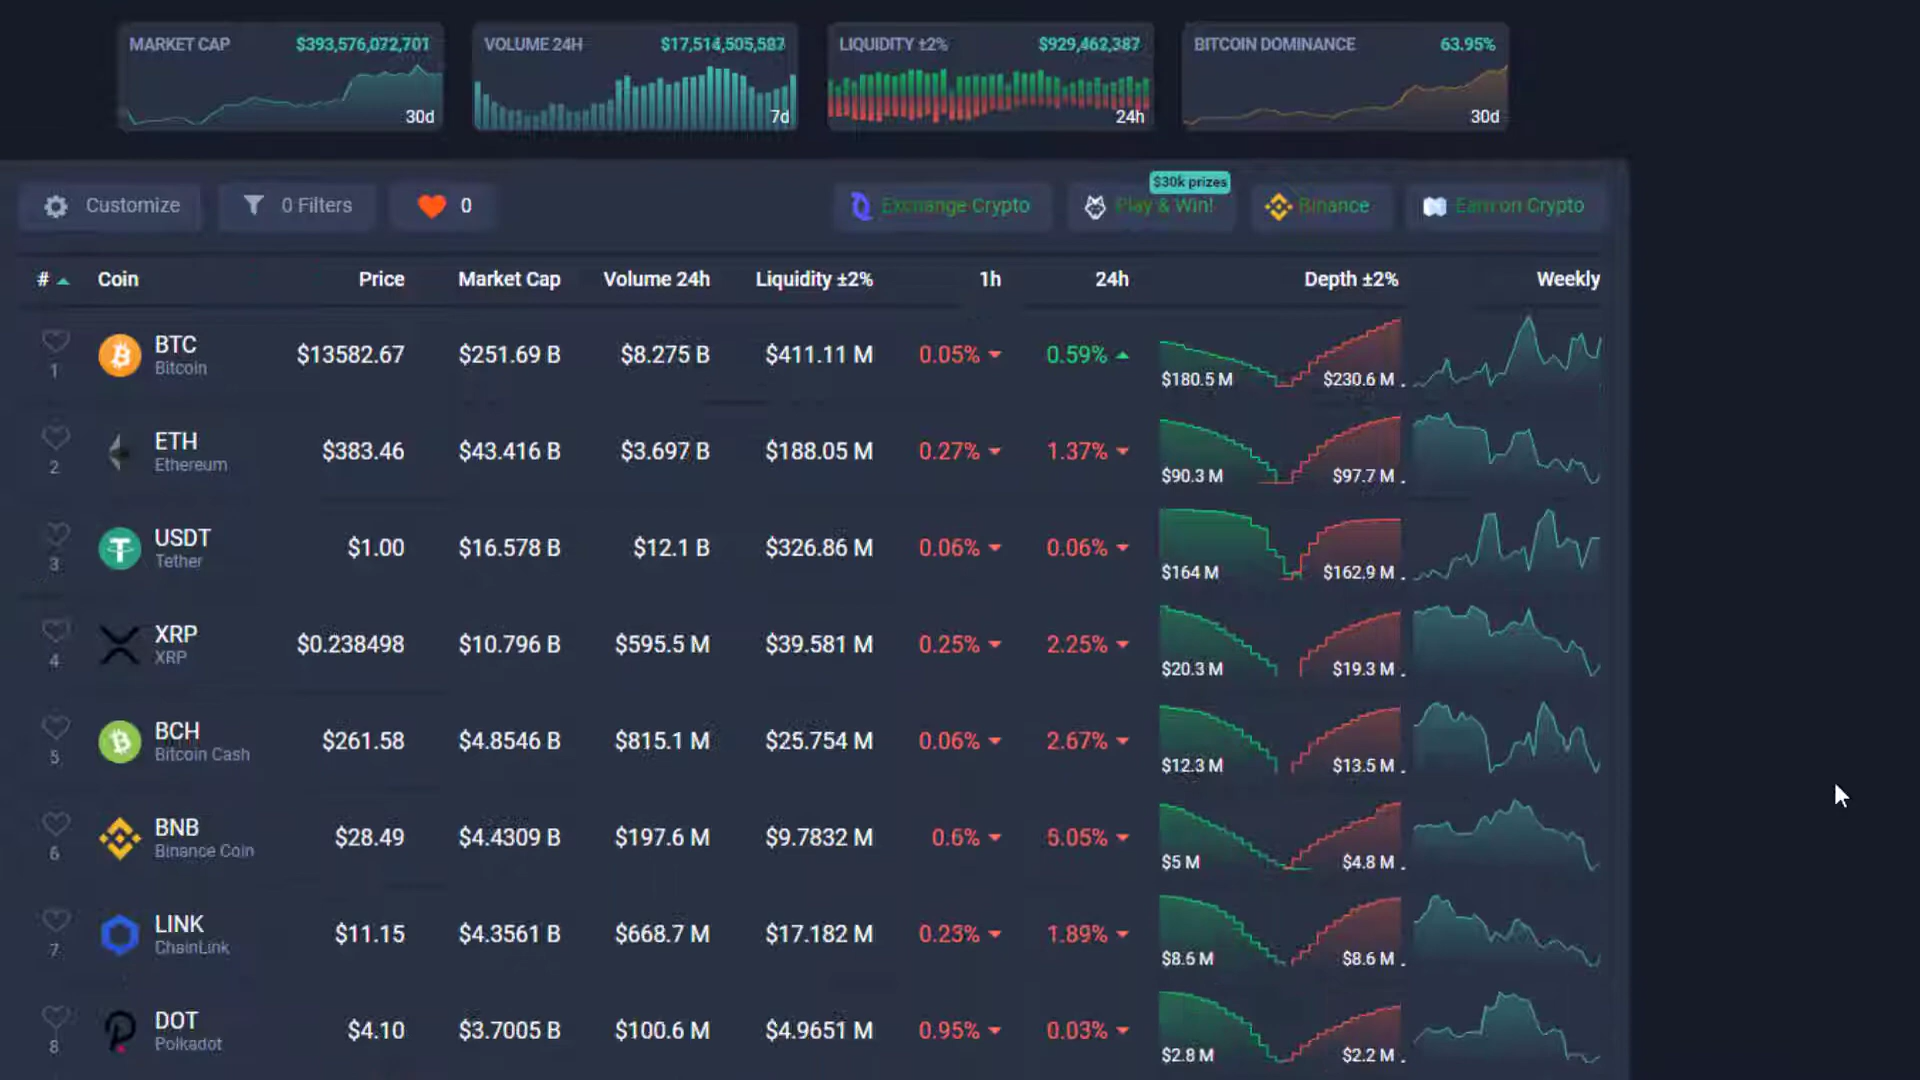 MARKET CAP $393,576,072,701
30d
VOLUME 24H $17,514,505,587
7d
LIQUIDITY ±2% $929,462,387
24h
BITCOIN DOMINANCE 63.95%
30d
Customize 0 Filters 0
Exchange Crypto Play & Win! $30k prizes Binance Earn on Crypto
# Coin Price Market Cap Volume 24h Liquidity ±2% 1h 24h Depth ±2% Weekly
1 BTC Bitcoin $13582.67 $251.69 B $8.275 B $411.11 M 0.05% 0.59% $180.5 M $230.6 M
2 ETH Ethereum $383.46 $43.416 B $3.697 B $188.05 M 0.27% 1.37% $90.3 M $97.7 M
3 USDT Tether $1.00 $16.578 B $12.1 B $326.86 M 0.06% 0.06% $164 M $162.9 M
4 XRP XRP $0.238498 $10.796 B $595.5 M $39.581 M 0.25% 2.25% $20.3 M $19.3 M
5 BCH Bitcoin Cash $261.58 $4.8546 B $815.1 M $25.754 M 0.06% 2.67% $12.3 M $13.5 M
6 BNB Binance Coin $28.49 $4.4309 B $197.6 M $9.7832 M 0.6% 5.05% $5 M $4.8 M
7 LINK ChainLink $11.15 $4.3561 B $668.7 M $17.182 M 0.23% 1.89% $8.5 M $8.6 M
8 DOT Polkadot $4.10 $3.7005 B $100.6 M $4.9651 M 0.95% 0.03% $2.8 M $2.2 M